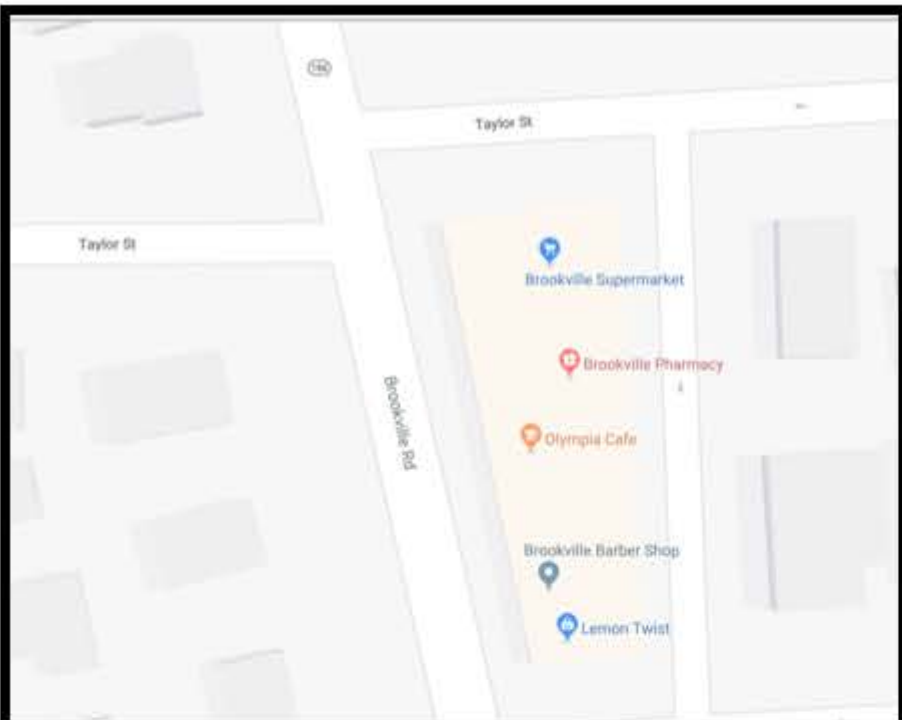 Taylor St
Taylor St
Brookville Supermarket
Brookville Pharmacy
Olympia Cafe
Brookville Rd
Brookville Barber Shop
Lemon Twist